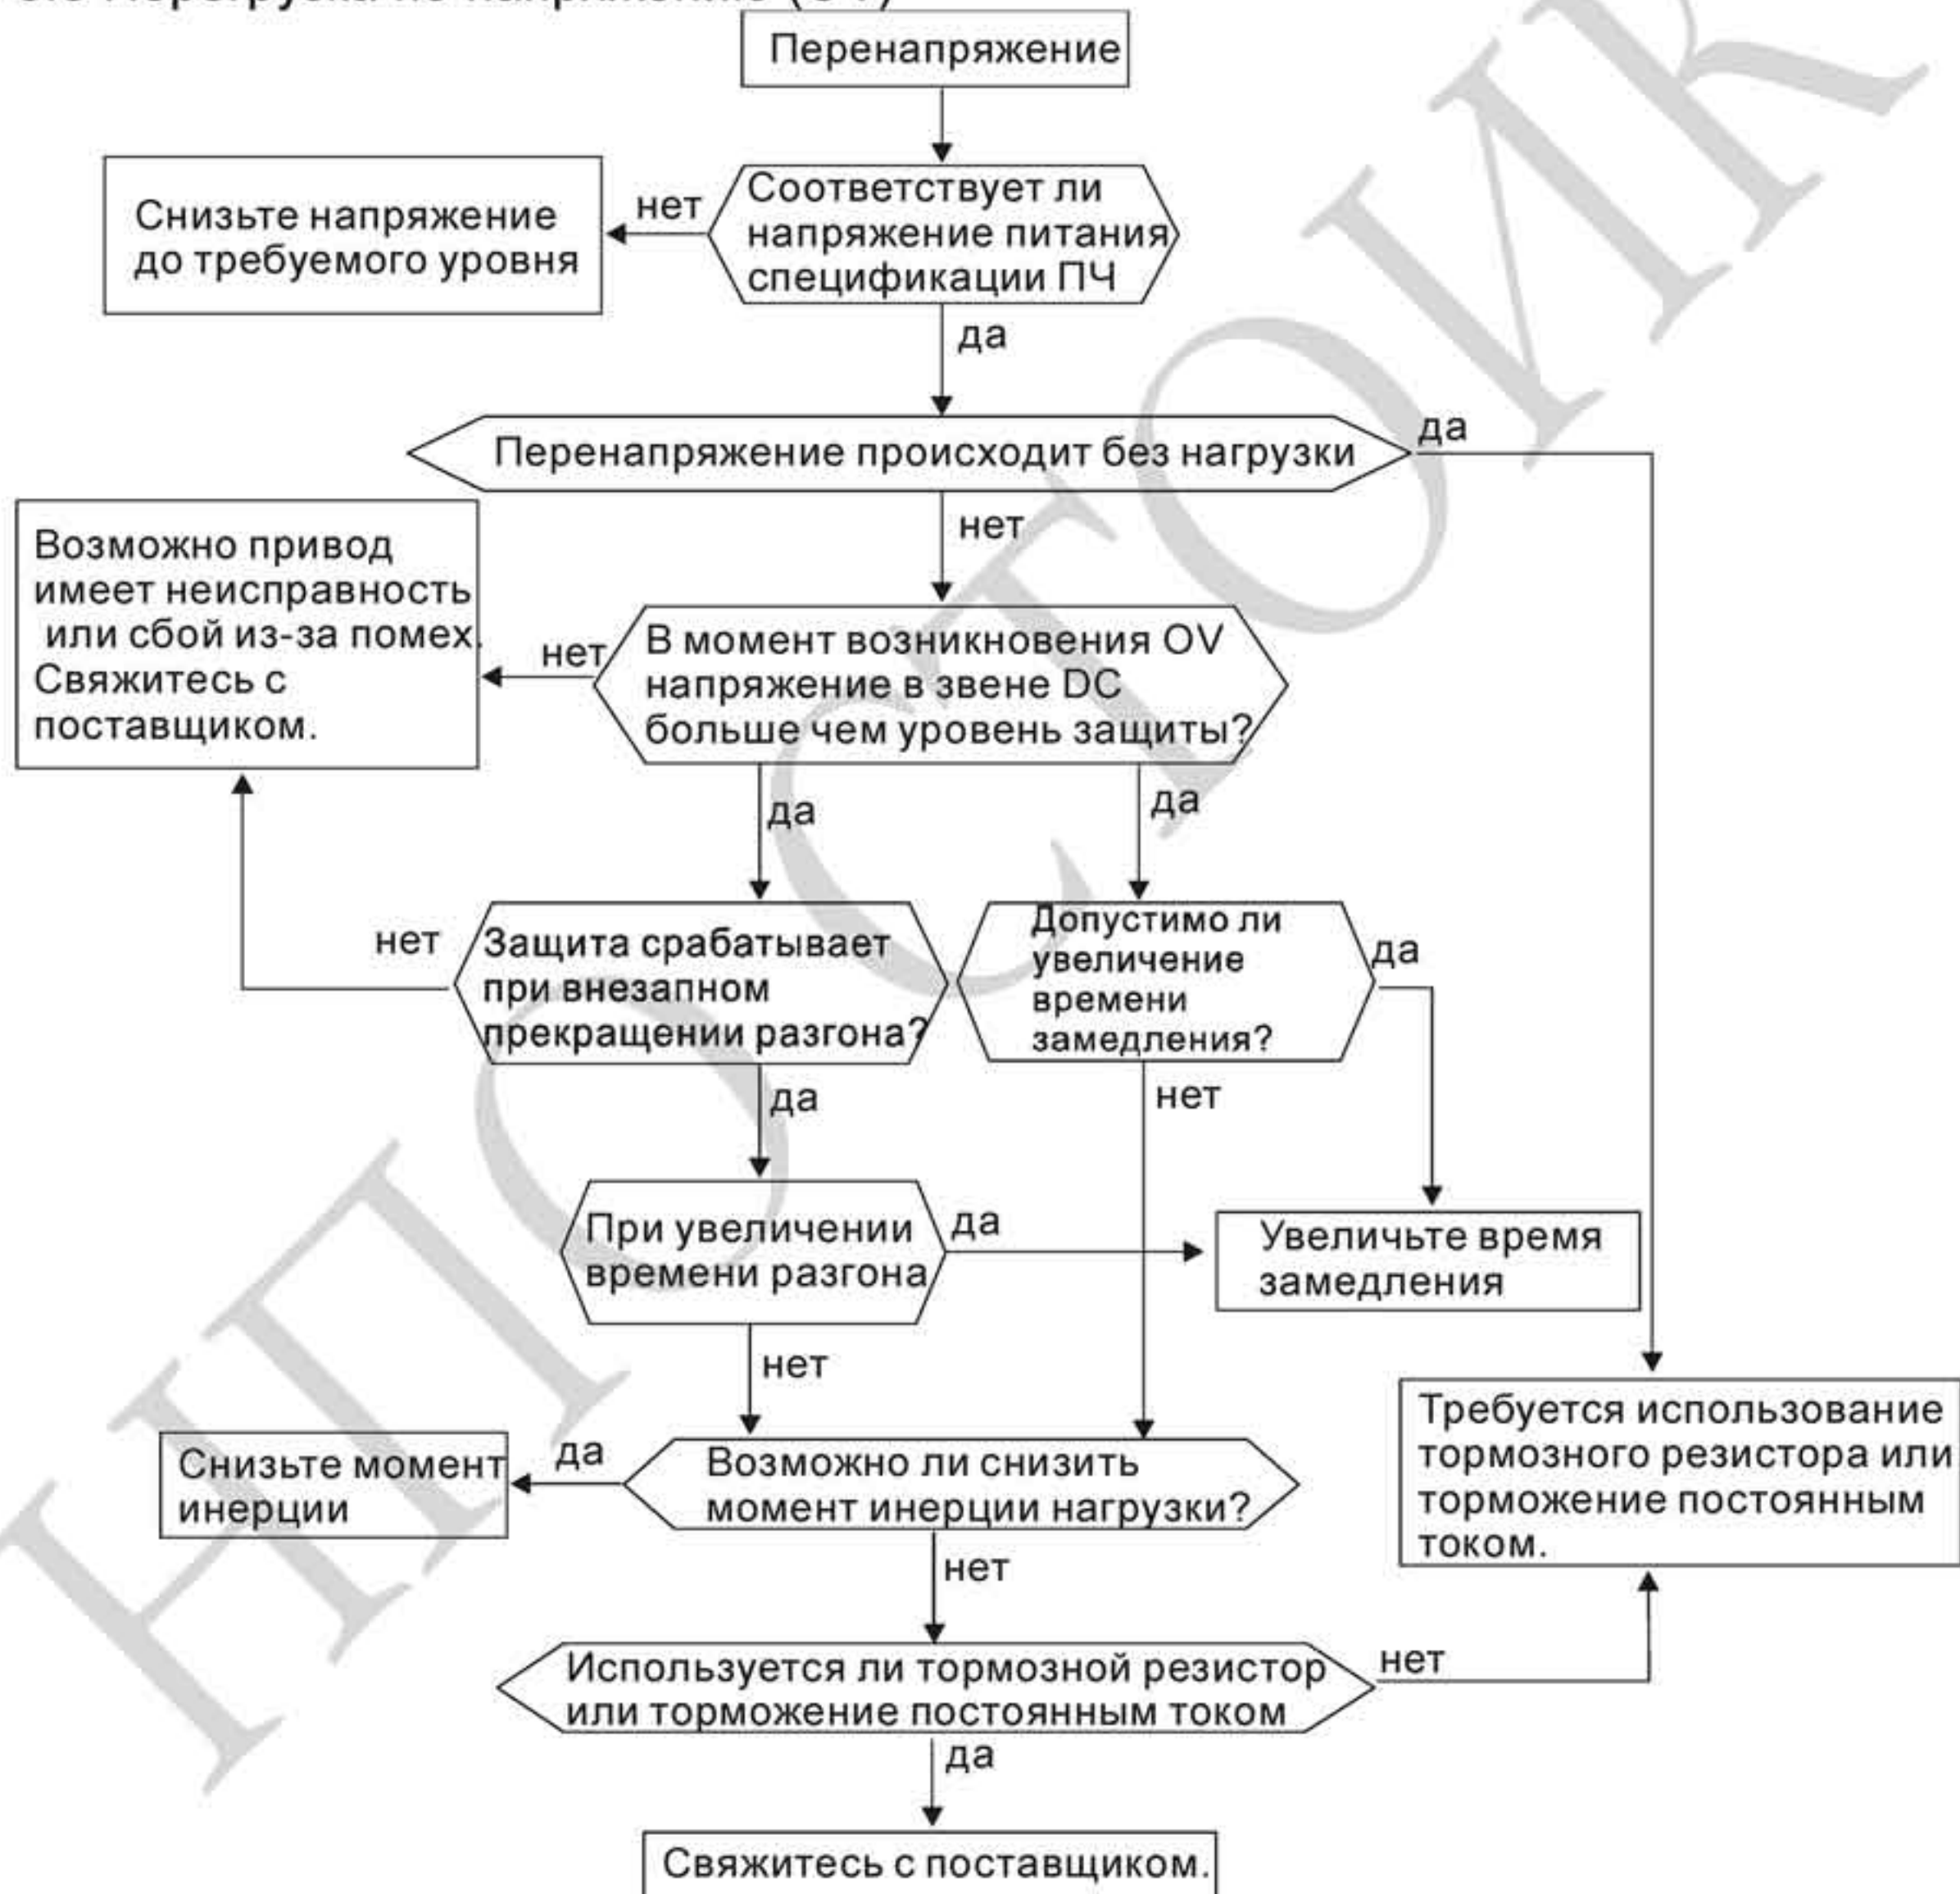 Перенапряжение
Соответствует ли
напряжение питания
спецификации ПЧ
нет
Снизьте напряжение
до требуемого уровня
да
Перенапряжение происходит без нагрузки
да
нет
Возможно привод
имеет неисправность
или сбой из-за помех.
Свяжитесь с
поставщиком.
нет
В момент возникновения OV
напряжение в звене DC
больше чем уровень защиты?
да
да
нет
Защита срабатывает
при внезапном
прекращении разгона?
Допустимо ли
увеличение
времени
замедления?
да
да
нет
При увеличении
времени разгона
да
Увеличьте время
замедления
нет
Снизьте момент
инерции
да
Возможно ли снизить
момент инерции нагрузки?
Требуется использование
тормозного резистора или
торможение постоянным
током.
нет
Используется ли тормозной резистор
или торможение постоянным током
нет
да
Свяжитесь с поставщиком.
НПО СТОИК